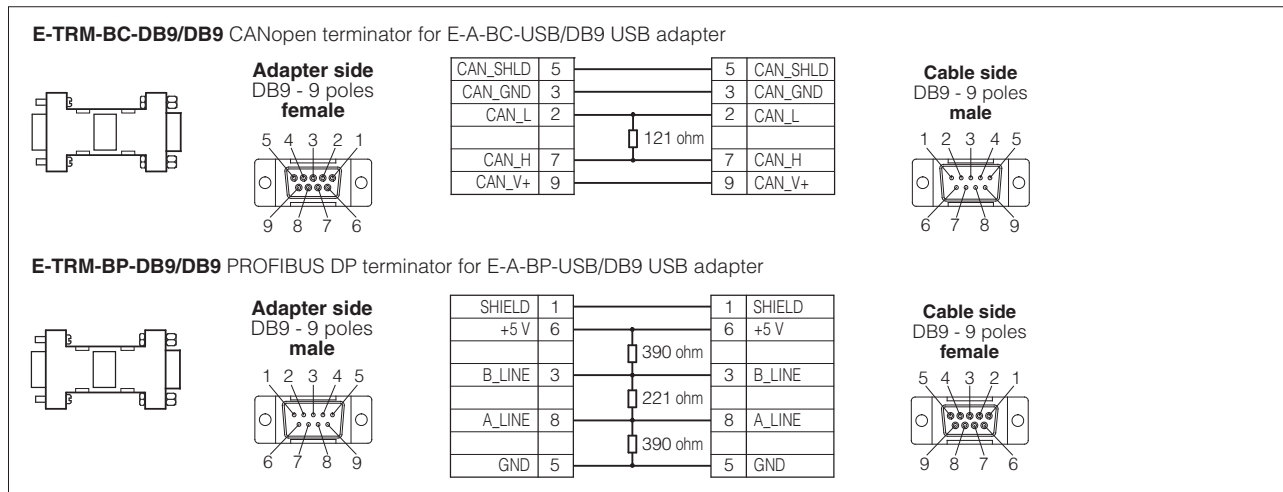 E-TRM-BC-DB9/DB9 CANopen terminator for E-A-BC-USB/DB9 USB adapter
Adapter side
DB9 - 9 poles
female
5 4 3 2 1
9 8 7 6
CAN_SHLD 5 5 CAN_SHLD
CAN_GND 3 3 CAN_GND
CAN_L 2 2 CAN_L
121 ohm
CAN_H 7 7 CAN_H
CAN_V+ 9 9 CAN_V+
Cable side
DB9 - 9 poles
male
1 2 3 4 5
6 7 8 9
E-TRM-BP-DB9/DB9 PROFIBUS DP terminator for E-A-BP-USB/DB9 USB adapter
Adapter side
DB9 - 9 poles
male
1 2 3 4 5
6 7 8 9
SHIELD 1 1 SHIELD
+5 V 6 6 +5 V
390 ohm
B_LINE 3 3 B_LINE
221 ohm
A_LINE 8 8 A_LINE
390 ohm
GND 5 5 GND
Cable side
DB9 - 9 poles
female
5 4 3 2 1
9 8 7 6